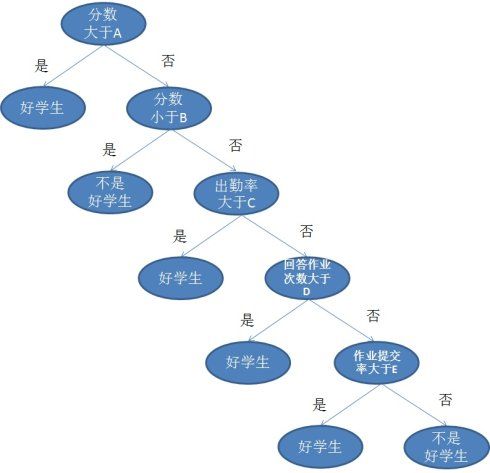 分数
大于A
是
否
好学生
分数
小于B
是
否
不是
好学生
出勤率
大于C
是
否
好学生
回答作业
次数大于
D
是
否
好学生
作业提交
率大于E
是
否
好学生
不是
好学生